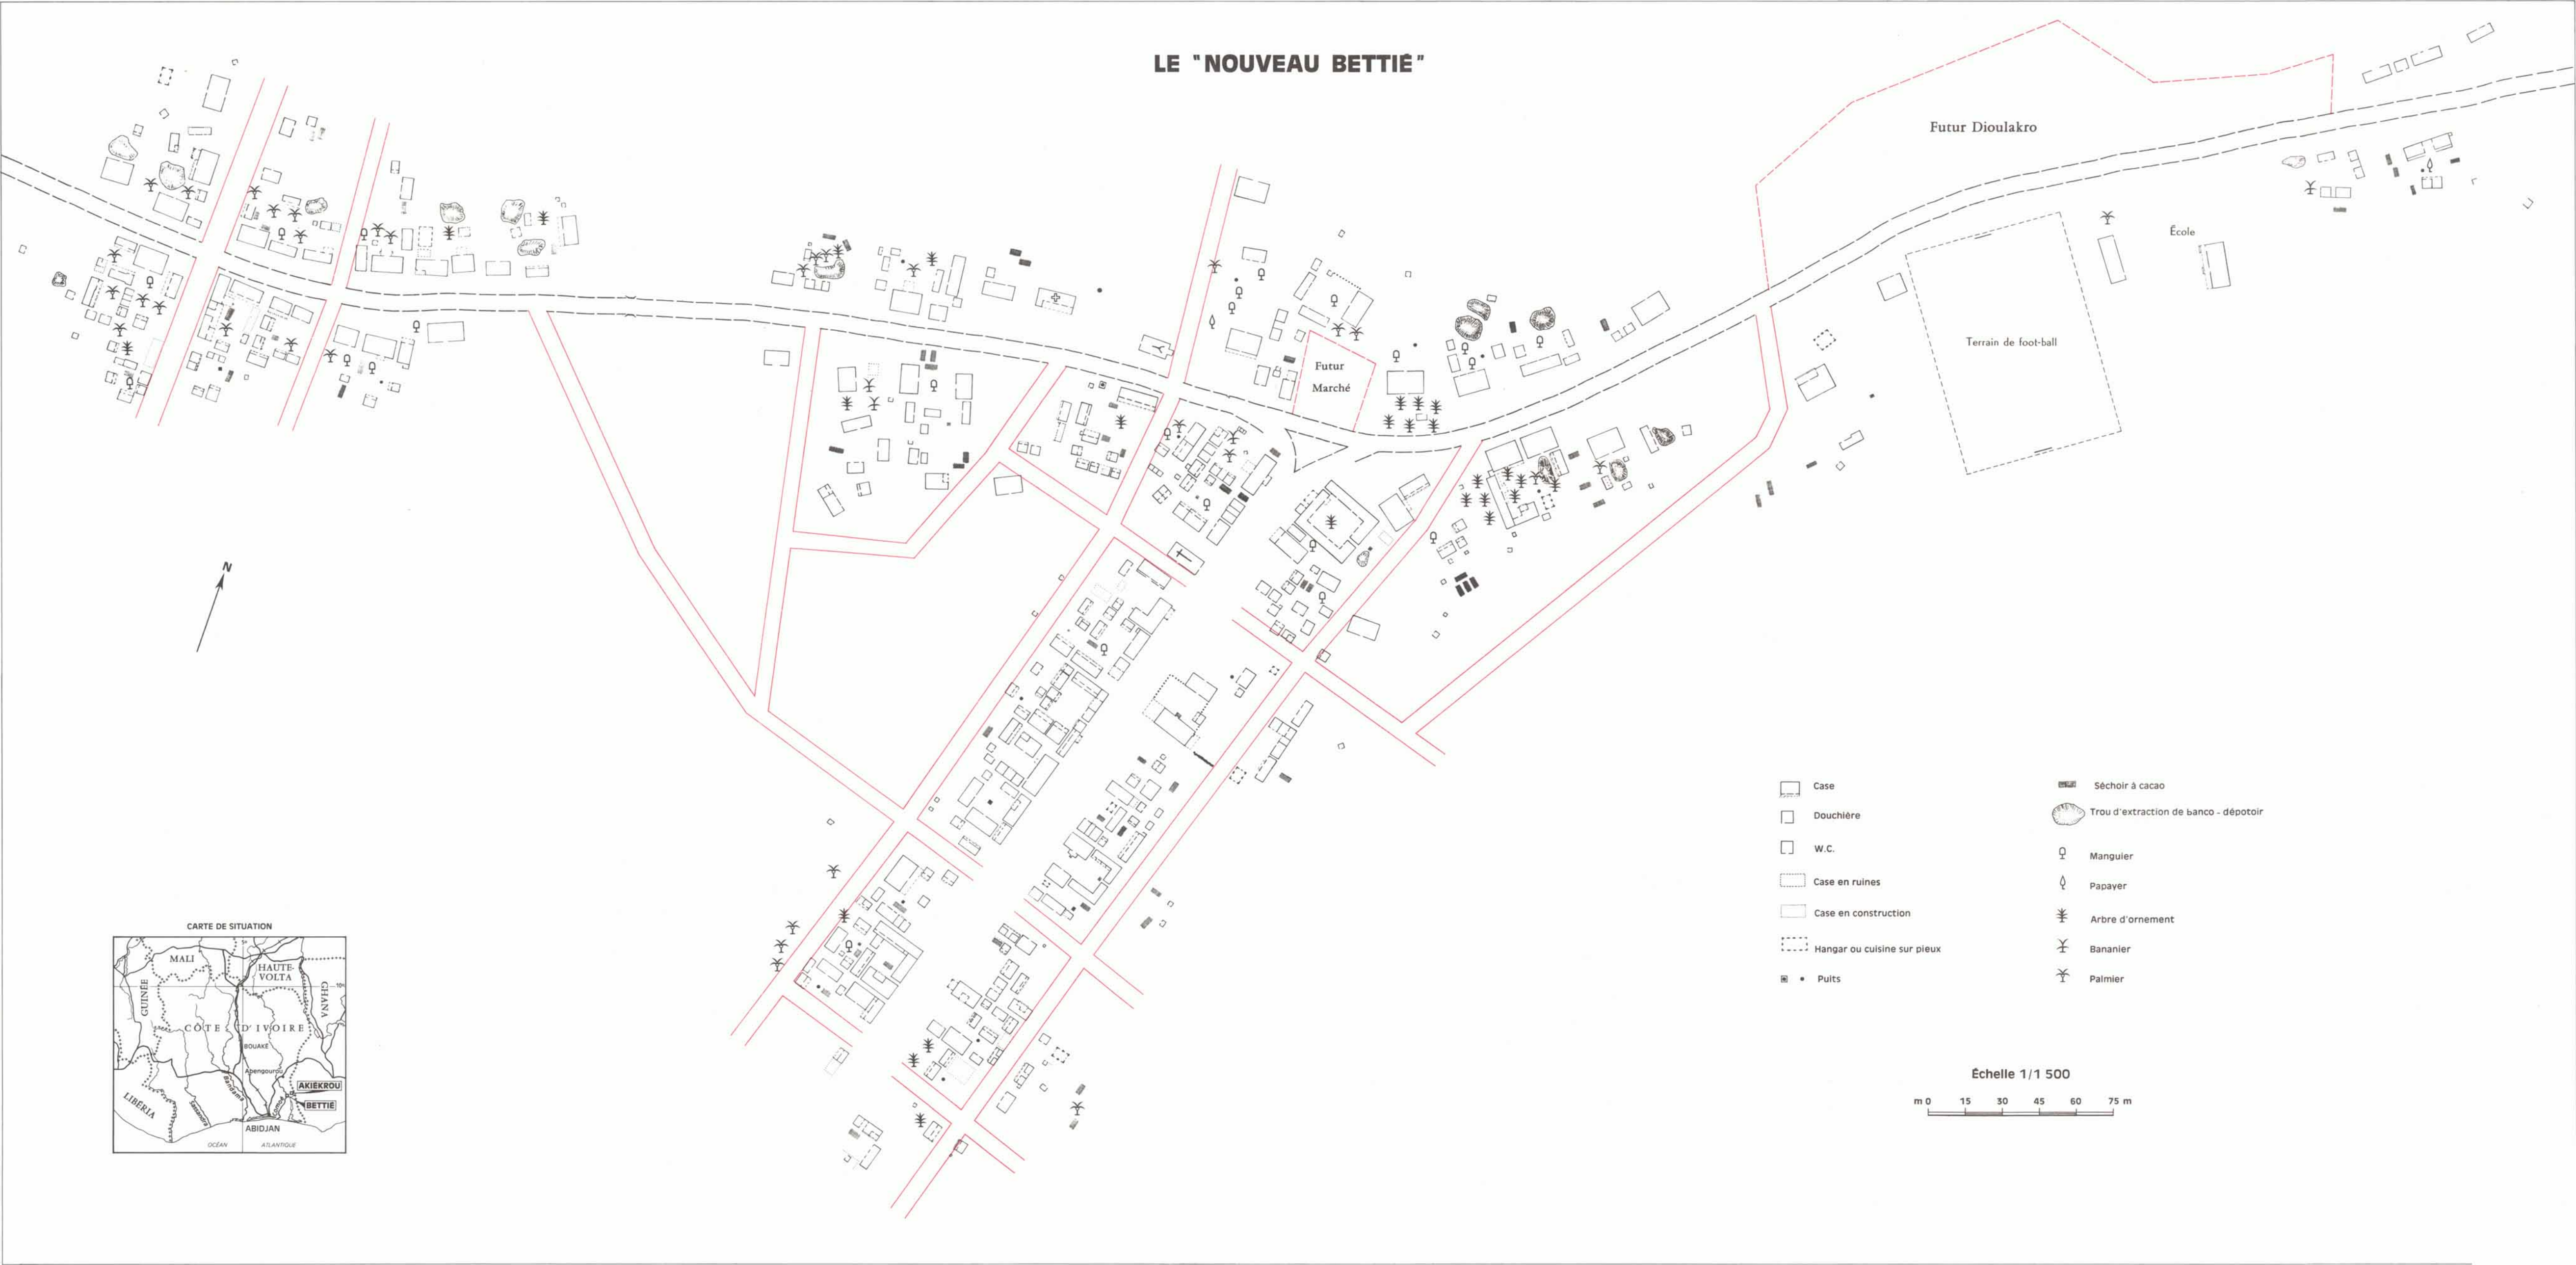 LE "NOUVEAU BETTIÉ"
Futur Dioulakro
École
Terrain de foot-ball
Futur
Marché
N
Case
Douchière
W.C.
Case en ruines
Case en construction
Hangar ou cuisine sur pieux
Puits
Séchoir à cacao
Trou d'extraction de banco - dépotoir
Manguier
Papayer
Arbre d'ornement
Bananier
Palmier
Échelle 1/1 500
m 0 15 30 45 60 75 m
CARTE DE SITUATION
MALI
HAUTE-
VOLTA
GUINÉE
GHANA
CÔTE D'IVOIRE
BOUAKÉ
Abengourou
AKIÉKROU
BETTIÉ
LIBÉRIA
Bandama
ABIDJAN
OCÉAN ATLANTIQUE